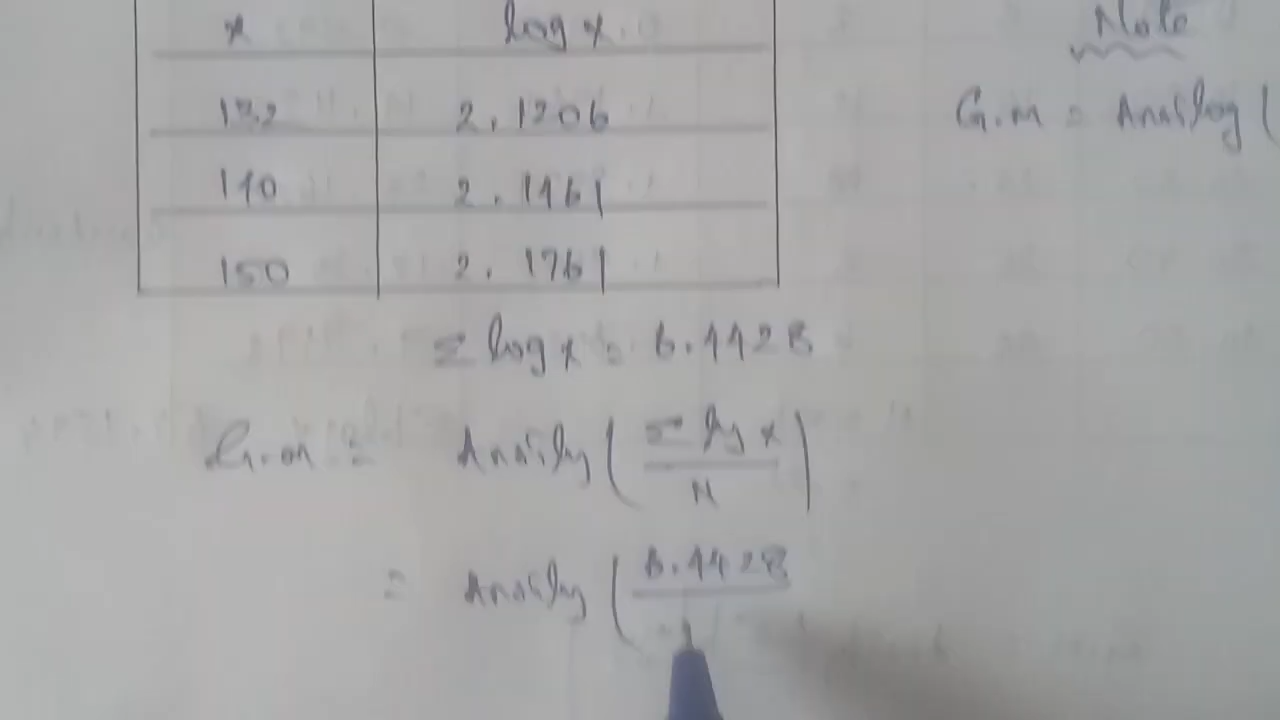 x log x.
Note
132 2.1206
G.M = Antilog (
140 2.1461
150 2.1761
Σ log x = 6.4428
G.M = Antilog ( Σ log x / N )
= Antilog ( 6.4428